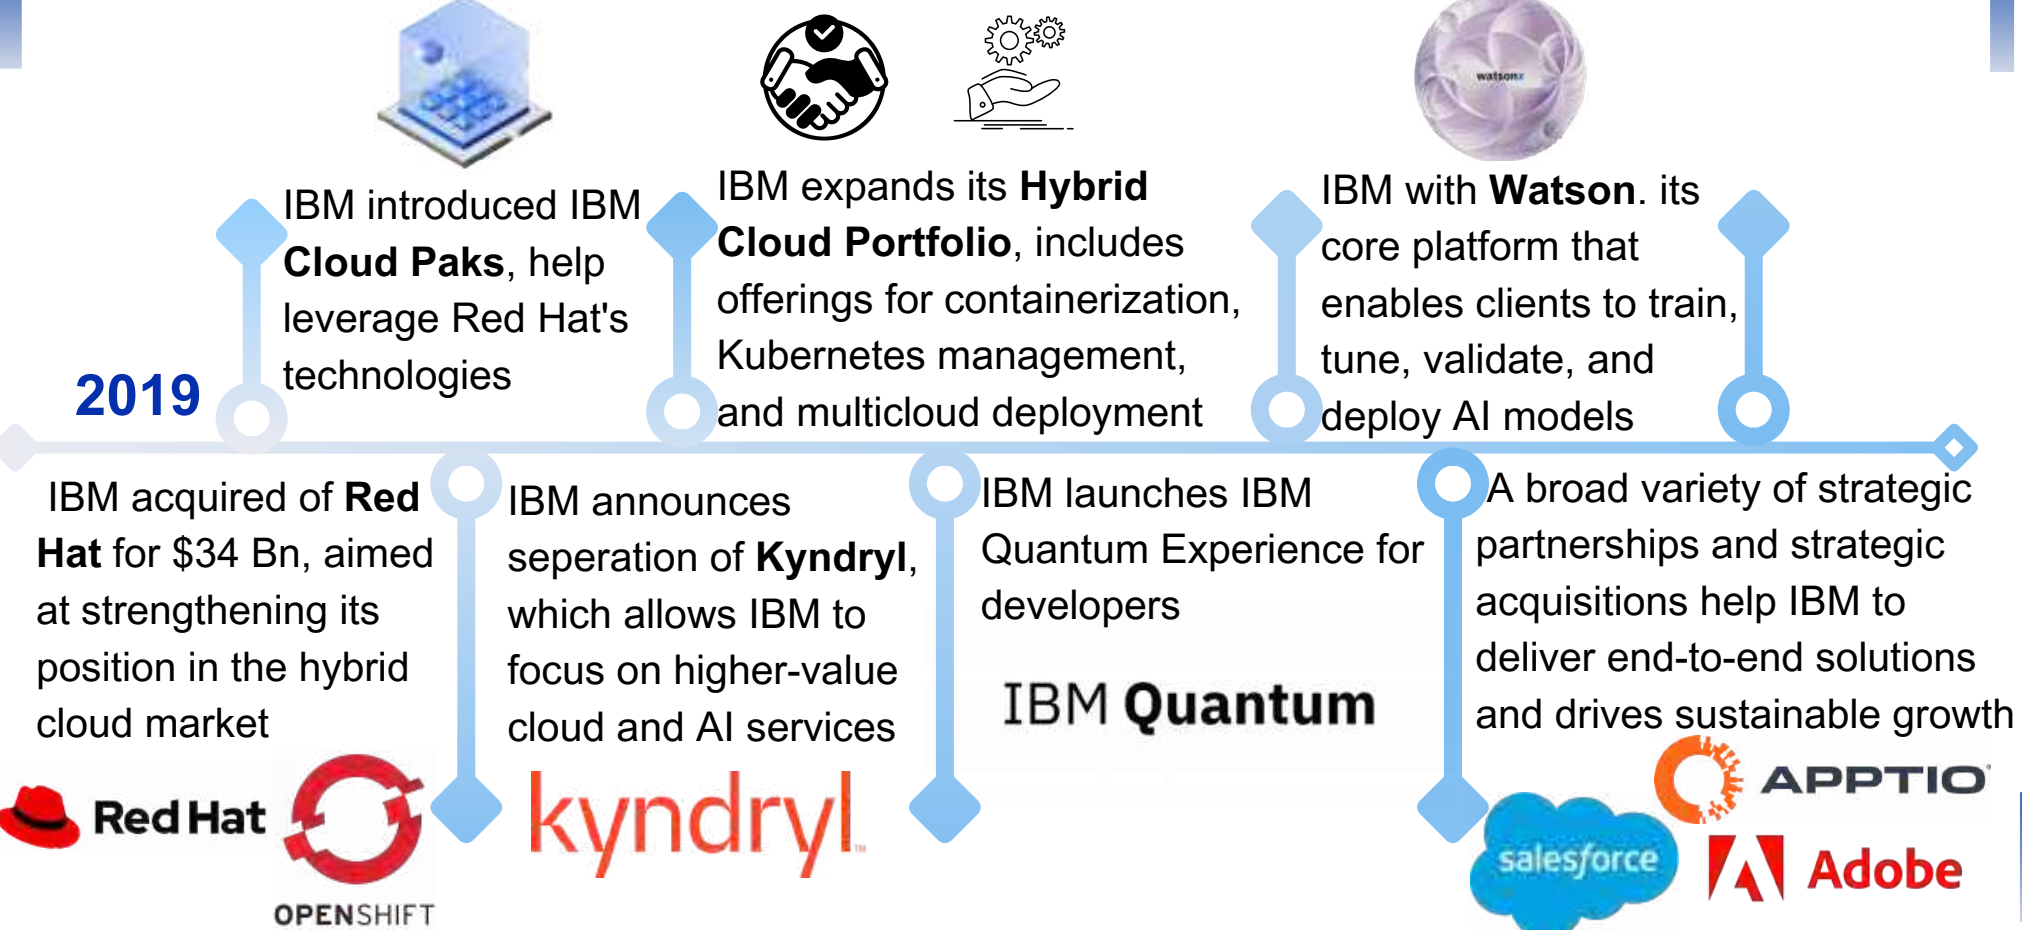 watsonx
IBM introduced IBM
Cloud Paks, help
leverage Red Hat's
technologies
IBM expands its Hybrid
Cloud Portfolio, includes
offerings for containerization,
Kubernetes management,
and multicloud deployment
IBM with Watson. its
core platform that
enables clients to train,
tune, validate, and
deploy AI models
2019
IBM acquired of Red
Hat for $34 Bn, aimed
at strengthening its
position in the hybrid
cloud market
Red Hat
OPENSHIFT
IBM announces
seperation of Kyndryl,
which allows IBM to
focus on higher-value
cloud and AI services
kyndryl
IBM launches IBM
Quantum Experience for
developers
IBM Quantum
A broad variety of strategic
partnerships and strategic
acquisitions help IBM to
deliver end-to-end solutions
and drives sustainable growth
APPTIO
salesforce
Adobe